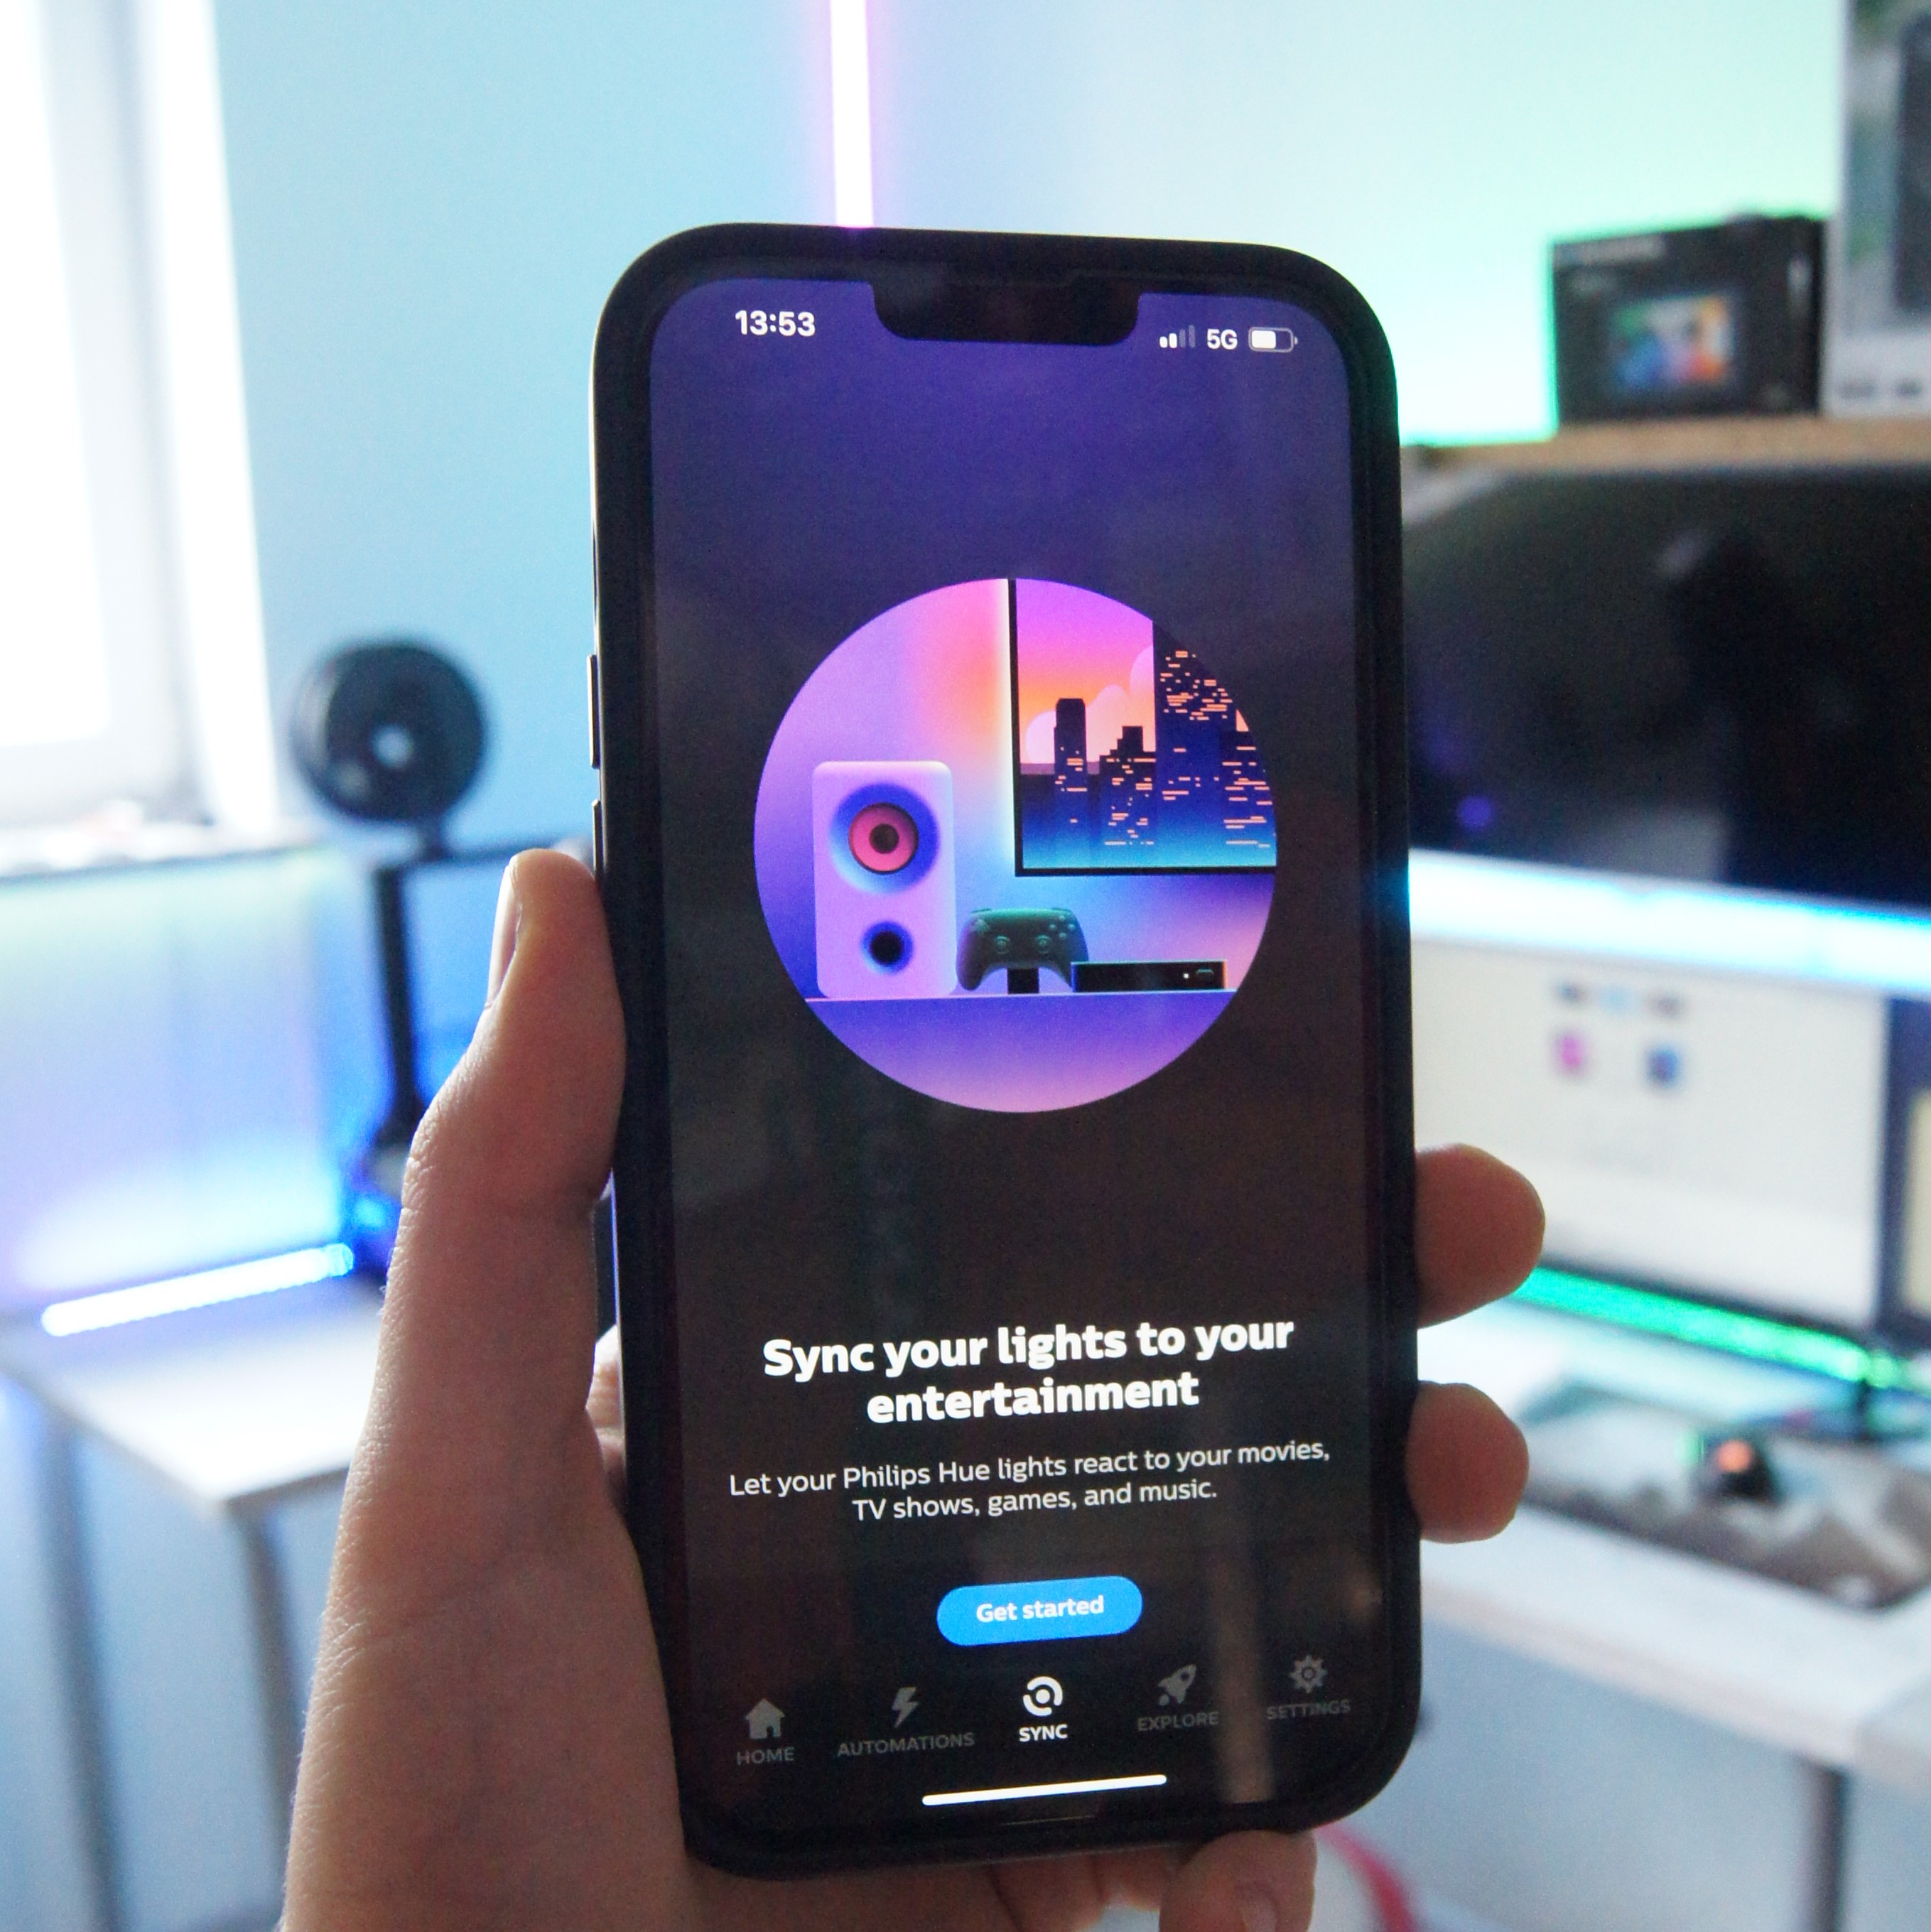 13:53
5G
Sync your lights to your
entertainment
Let your Philips Hue lights react to your movies,
TV shows, games, and music.
Get started
HOME
AUTOMATIONS
SYNC
EXPLORE
SETTINGS